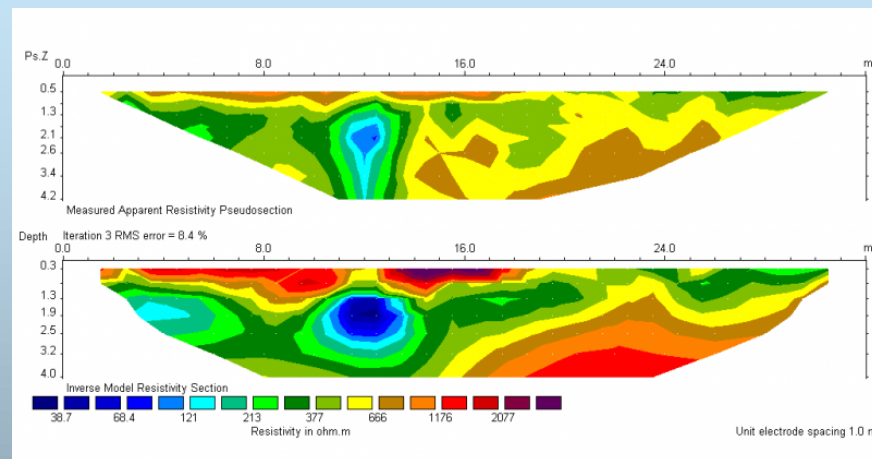 Ps.Z 0.0 8.0 16.0 24.0 m
0.5
1.3
2.1
2.6
3.4
4.2
Measured Apparent Resistivity Pseudosection
Depth Iteration 3 RMS error = 8.4 %
0.0 8.0 16.0 24.0 m
0.3
1.3
1.9
2.5
3.2
4.0
Inverse Model Resistivity Section
38.7 68.4 121 213 377 666 1176 2077
Resistivity in ohm.m Unit electrode spacing 1.0